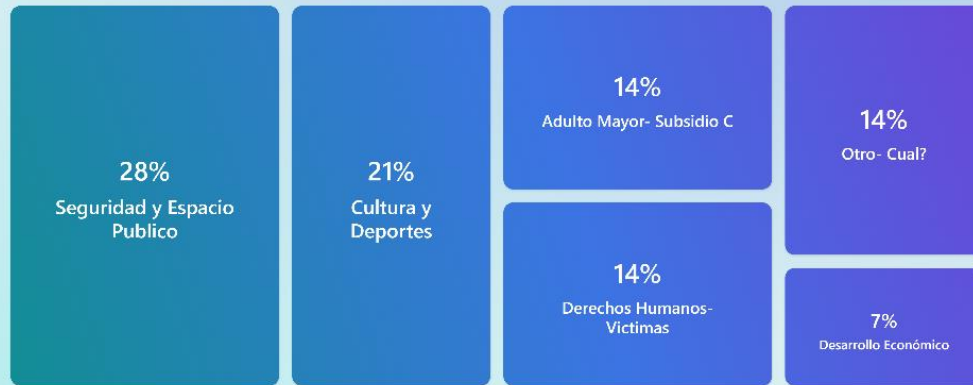 28%
Seguridad y Espacio
Publico
21%
Cultura y
Deportes
14%
Adulto Mayor- Subsidio C
14%
Derechos Humanos-
Victimas
14%
Otro- Cual?
7%
Desarrollo Económico